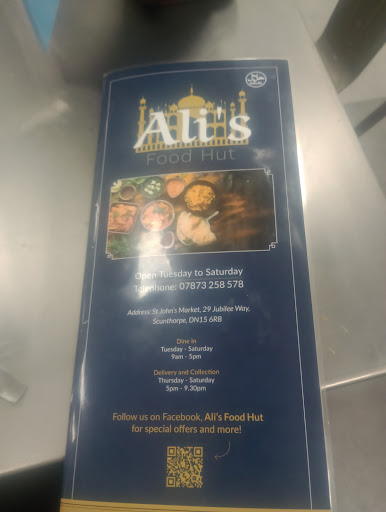 Ali's
Food Hut
Open Tuesday to Saturday
Telephone: 07873 258 578
Address: St John's Market, 29 Jubilee Way,
Scunthorpe, DN15 6RB
Dine in
Tuesday - Saturday
9am - 5pm
Delivery and Collection
Thursday - Saturday
5pm - 9.30pm
Follow us on Facebook, Ali's Food Hut
for special offers and more!